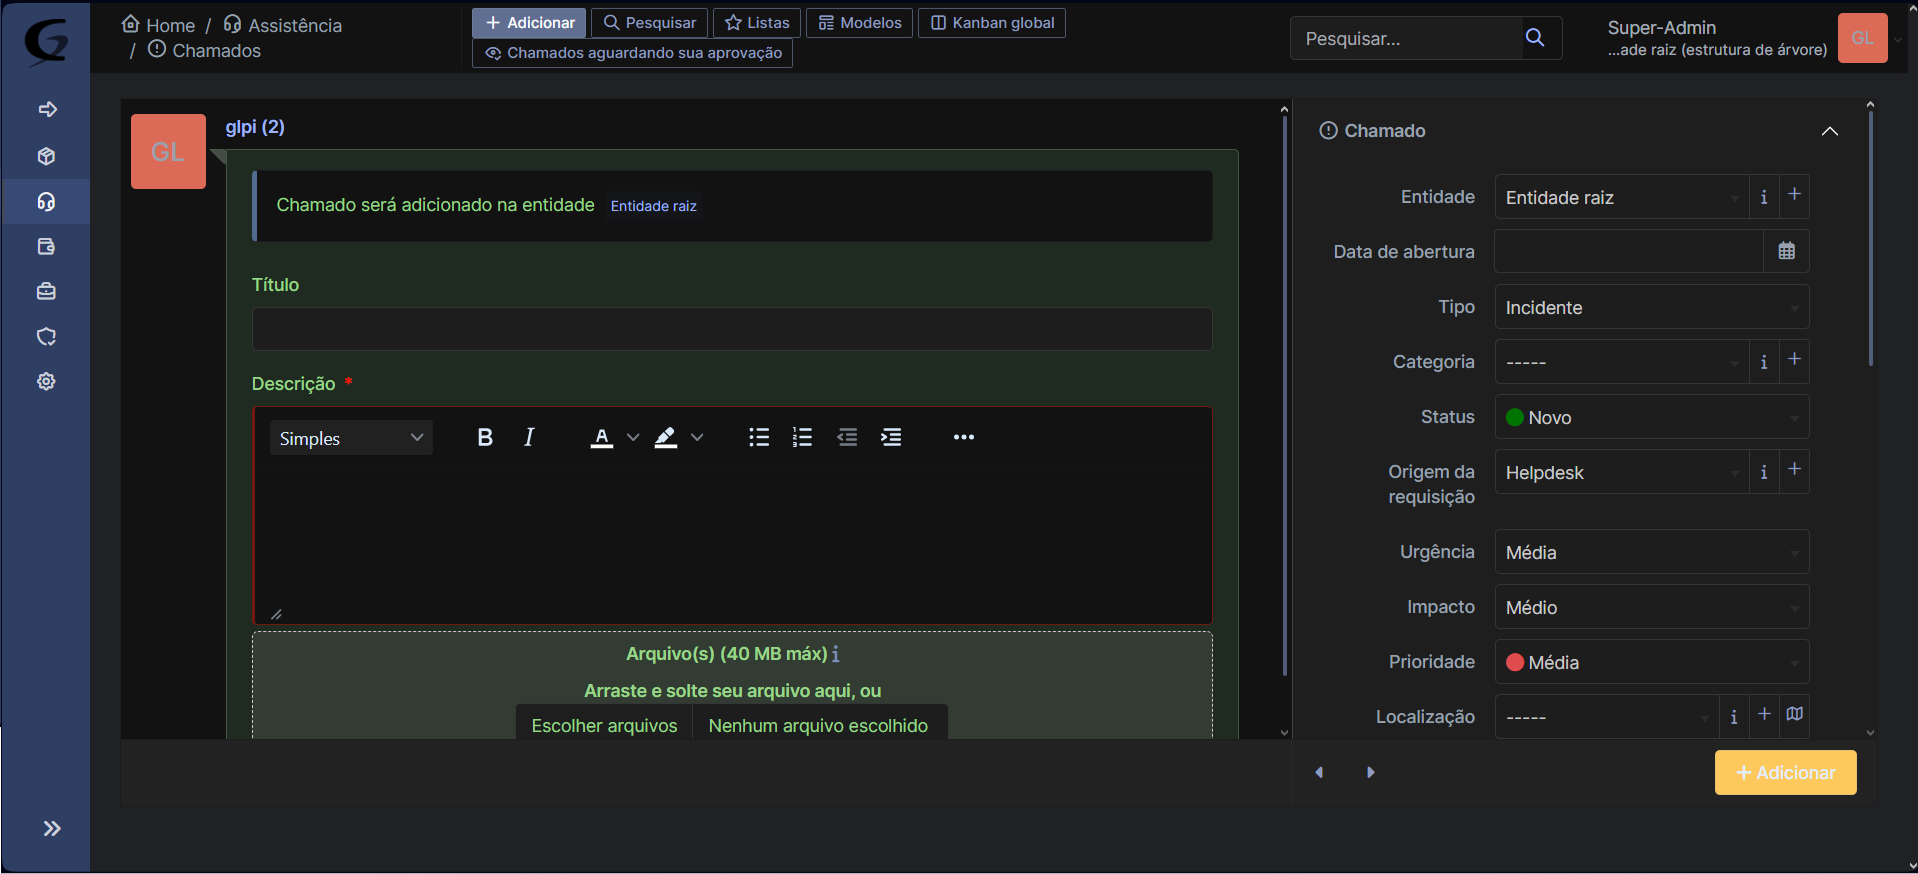 Home / Assistência
/ Chamados
+ Adicionar
Pesquisar
Listas
Modelos
Kanban global
Chamados aguardando sua aprovação
Pesquisar...
Super-Admin
...ade raiz (estrutura de árvore)
GL
GL
glpi (2)
Chamado será adicionado na entidade Entidade raiz
Título
Descrição *
Simples
B I A
Arquivo(s) (40 MB máx) i
Arraste e solte seu arquivo aqui, ou
Escolher arquivos Nenhum arquivo escolhido
Chamado
Entidade Entidade raiz i +
Data de abertura
Tipo Incidente
Categoria ----- i +
Status Novo
Origem da
requisição
Helpdesk i +
Urgência Média
Impacto Médio
Prioridade Média
Localização ----- i +
+ Adicionar